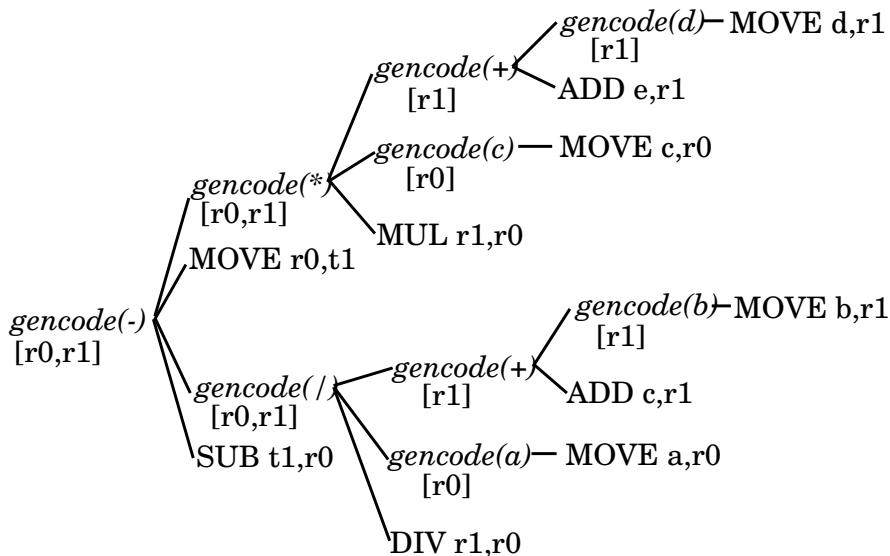 gencode(d) MOVE d,r1
[r1]
gencode(+)
[r1]
ADD e,r1
gencode(c) MOVE c,r0
[r0]
gencode(*)
[r0,r1]
MUL r1,r0
MOVE r0,t1
gencode(-)
[r0,r1]
gencode(b) MOVE b,r1
[r1]
gencode(+)
[r1]
ADD c,r1
gencode(/)
[r0,r1]
SUB t1,r0
gencode(a) MOVE a,r0
[r0]
DIV r1,r0